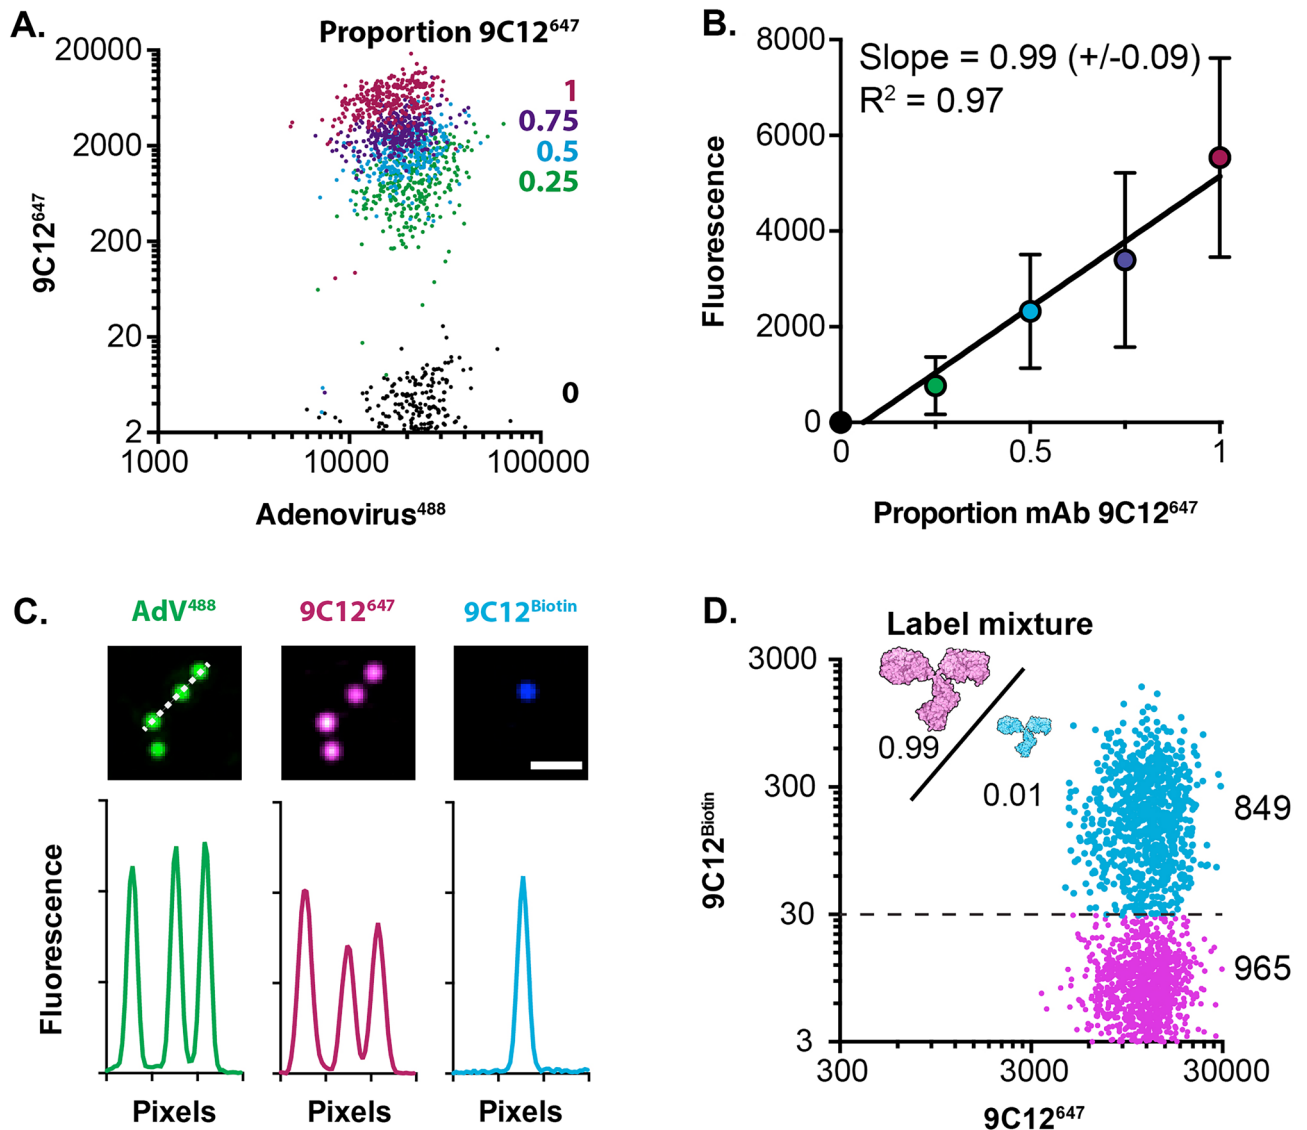 A.
Proportion 9C12⁶⁴⁷
20000
2000
200
20
2
1
0.75
0.5
0.25
0
9C12⁶⁴⁷
1000 10000 100000
Adenovirus⁴⁸⁸
B.
8000
6000
4000
2000
0
Slope = 0.99 (+/-0.09)
R² = 0.97
Fluorescence
0 0.5 1
Proportion mAb 9C12⁶⁴⁷
C.
AdV⁴⁸⁸ 9C12⁶⁴⁷ 9C12ᴮⁱᵒᵗⁱⁿ
Fluorescence
Pixels Pixels Pixels
D.
Label mixture
3000
300
30
3
0.99
0.01
849
965
9C12ᴮⁱᵒᵗⁱⁿ
300 3000 30000
9C12⁶⁴⁷